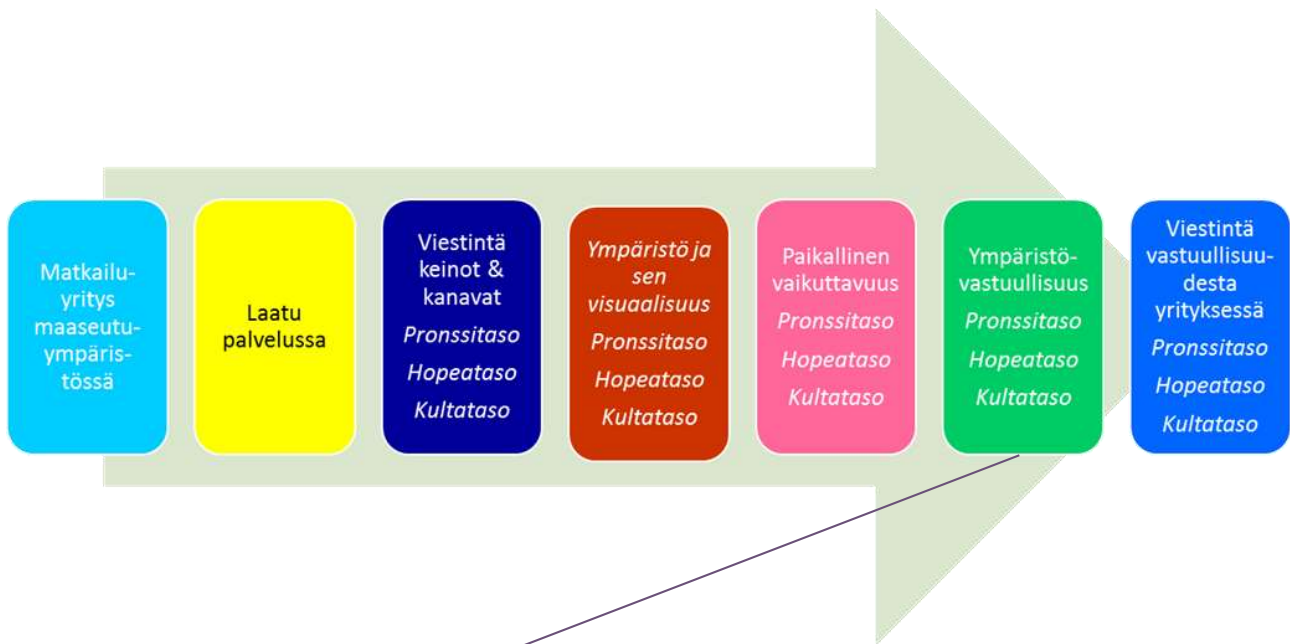 Matkailu-
yritys
maaseutu-
ympäris-
tössä
Laatu
palvelussa
Viestintä
keinot &
kanavat
Pronssitaso
Hopeataso
Kultataso
Ympäristö ja
sen
visuaalisuus
Pronssitaso
Hopeataso
Kultataso
Paikallinen
vaikuttavuus
Pronssitaso
Hopeataso
Kultataso
Ympäristö-
vastuullisuus
Pronssitaso
Hopeataso
Kultataso
Viestintä
vastuullisuu-
desta
yrityksessä
Pronssitaso
Hopeataso
Kultataso